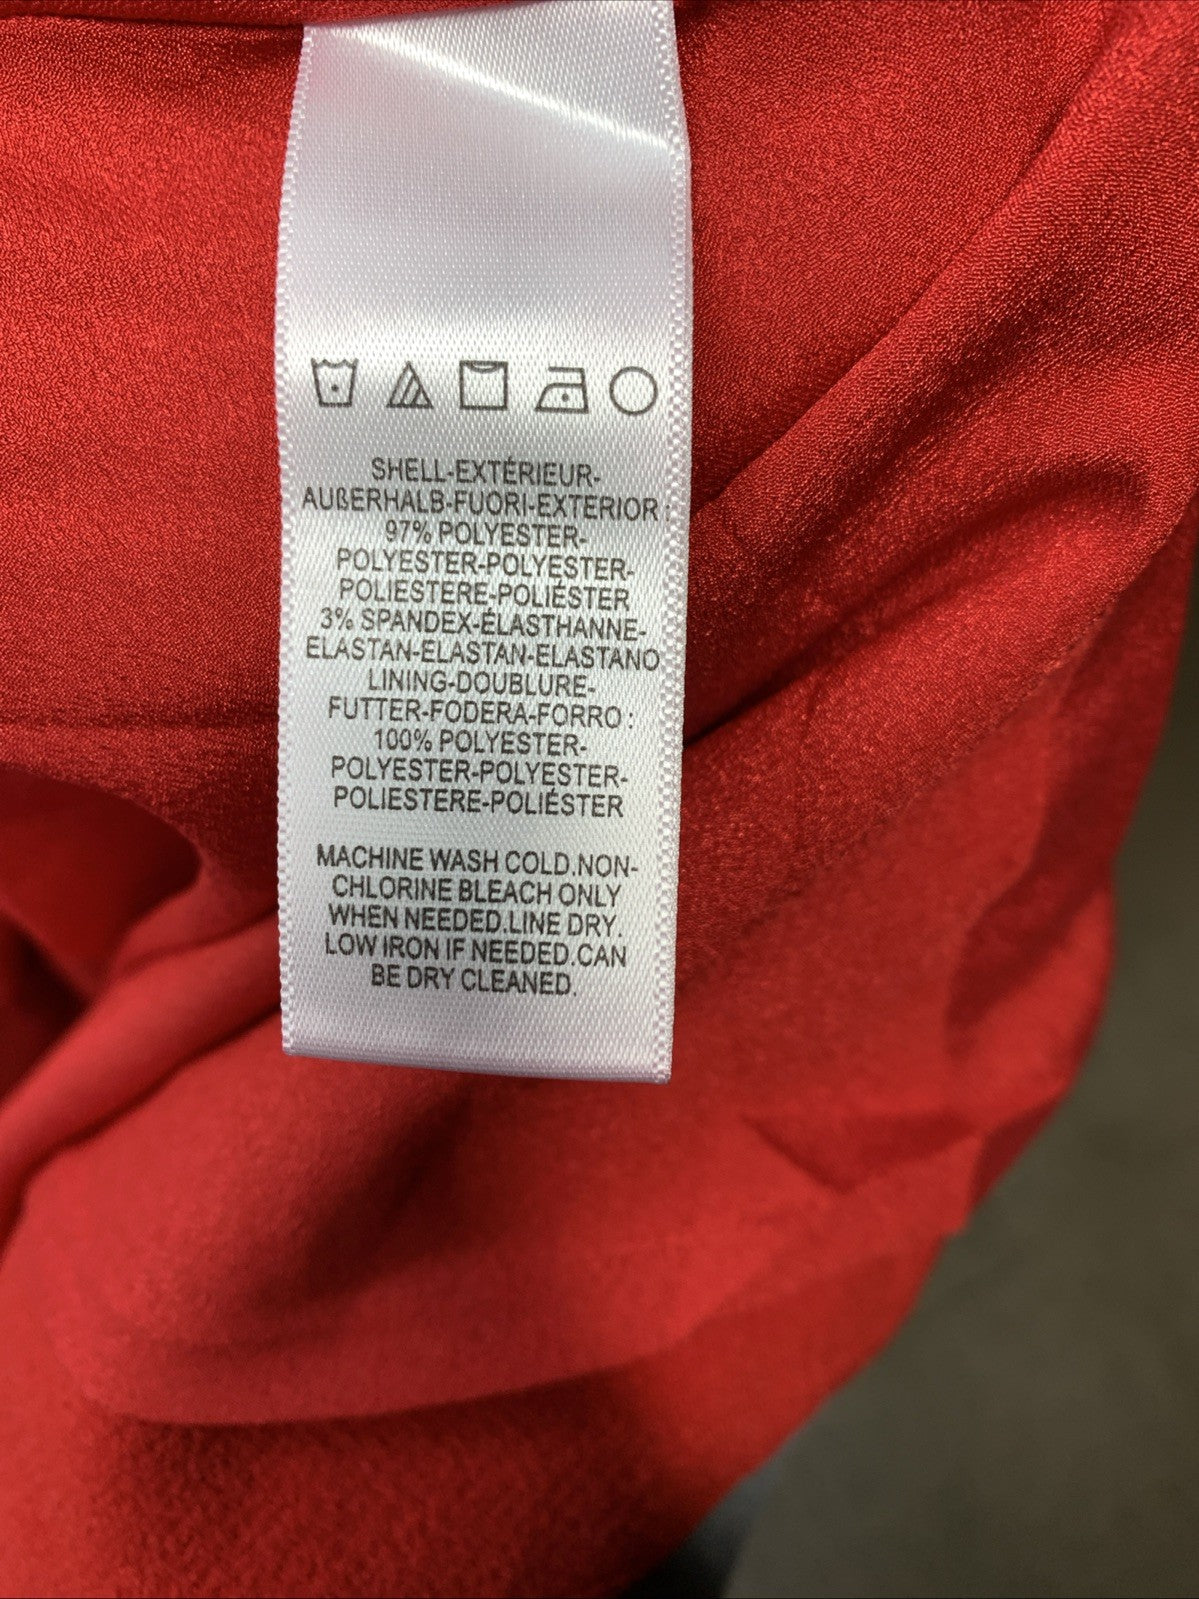 SHELL-EXTÉRIEUR-
AUßERHALB-FUORI-EXTERIOR :
97% POLYESTER-
POLYESTER-POLYESTER-
POLIESTERE-POLIÉSTER
3% SPANDEX-ÉLASTHANNE-
ELASTAN-ELASTAN-ELASTANO
LINING-DOUBLURE-
FUTTER-FODERA-FORRO :
100% POLYESTER-
POLYESTER-POLYESTER-
POLIESTERE-POLIÉSTER
MACHINE WASH COLD.NON-
CHLORINE BLEACH ONLY
WHEN NEEDED.LINE DRY.
LOW IRON IF NEEDED.CAN
BE DRY CLEANED.